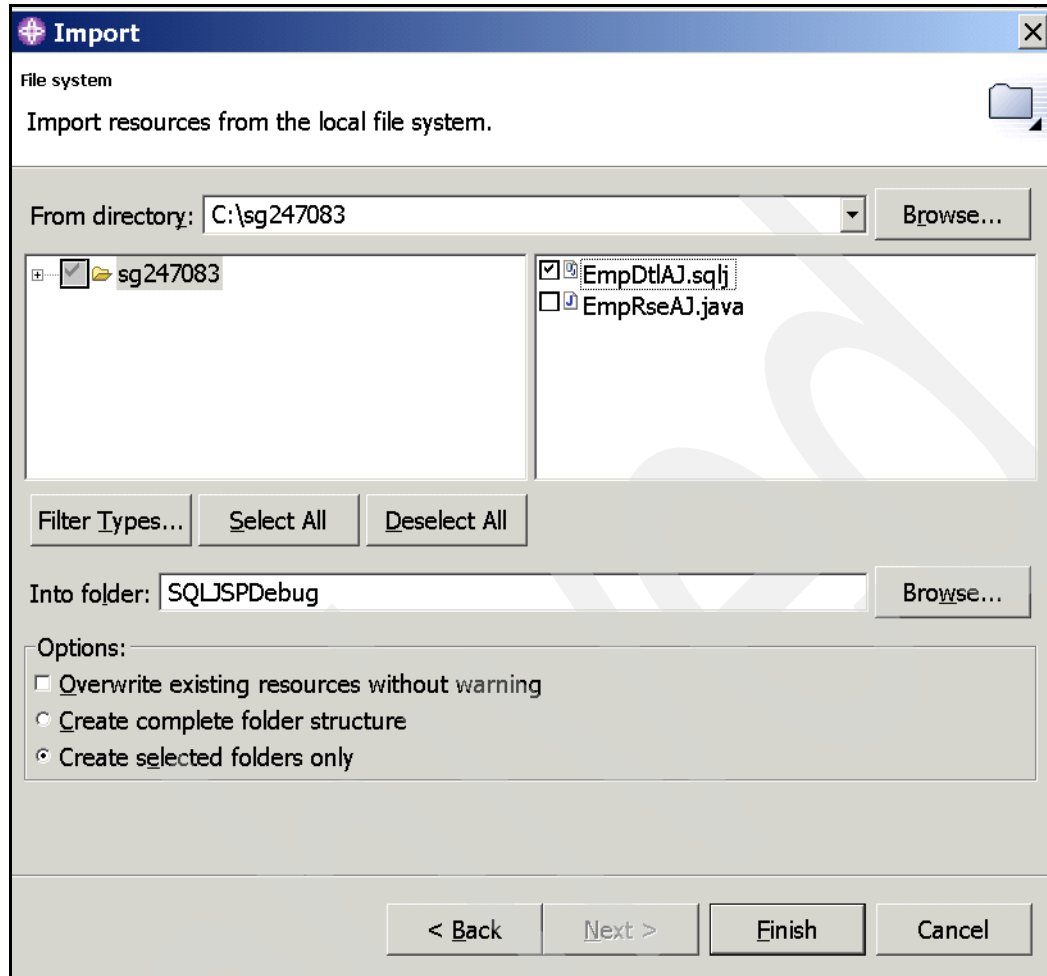 Import
File system
Import resources from the local file system.
From directory: C:\sg247083 Browse...
sg247083
EmpDtlAJ.sqlj
EmpRseAJ.java
Filter Types... Select All Deselect All
Into folder: SQLJSPDebug Browse...
Options:
Overwrite existing resources without warning
Create complete folder structure
Create selected folders only
< Back Next > Finish Cancel